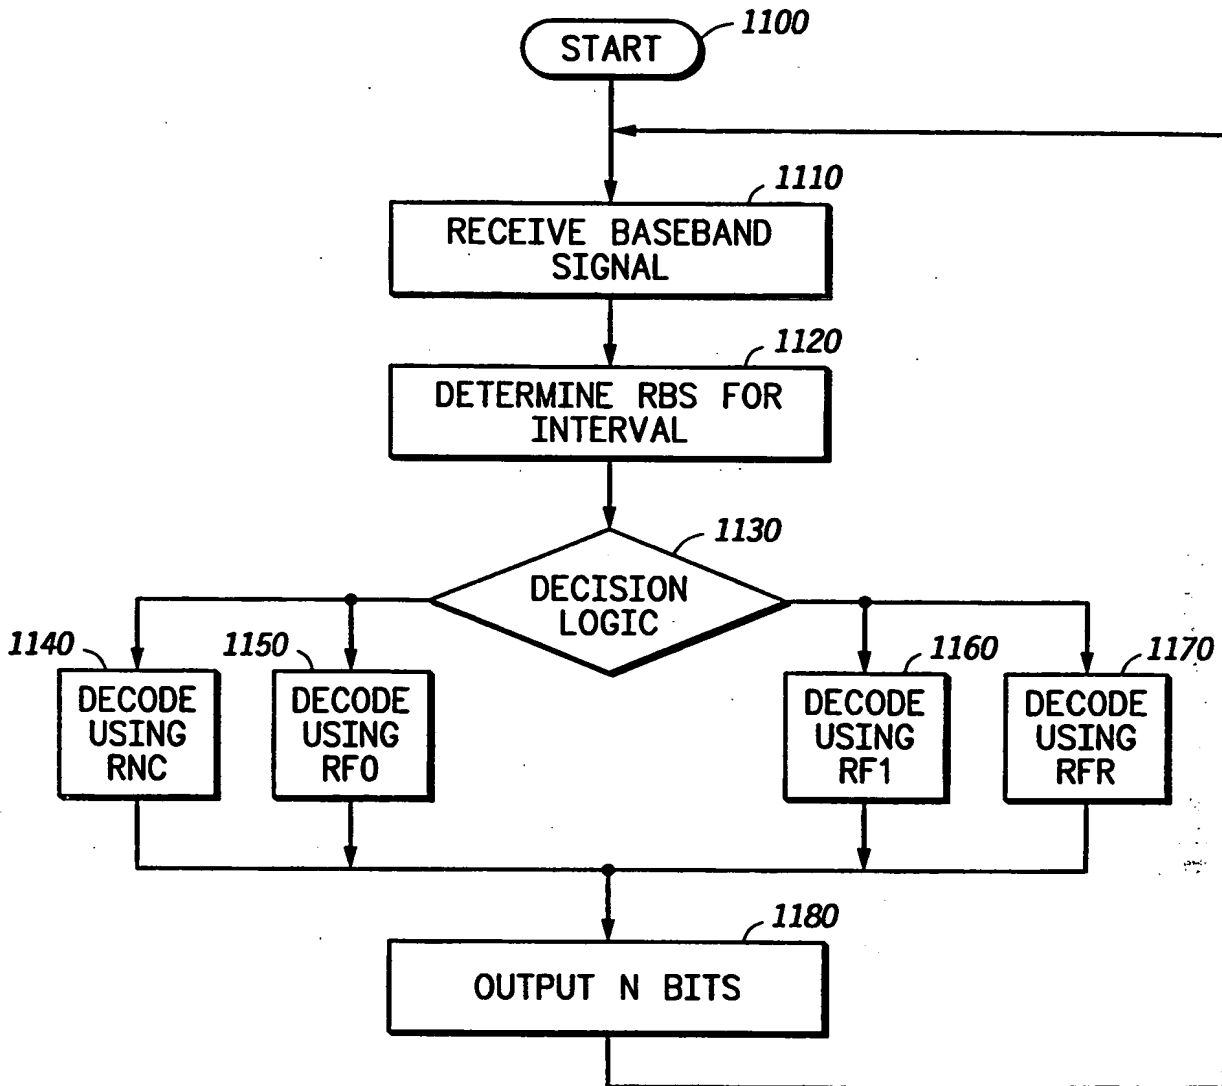 START
1100
RECEIVE BASEBAND
SIGNAL
1110
DETERMINE RBS FOR
INTERVAL
1120
DECISION
LOGIC
1130
1140
DECODE
USING
RNC
1150
DECODE
USING
RF0
1160
DECODE
USING
RF1
1170
DECODE
USING
RFR
1180
OUTPUT N BITS